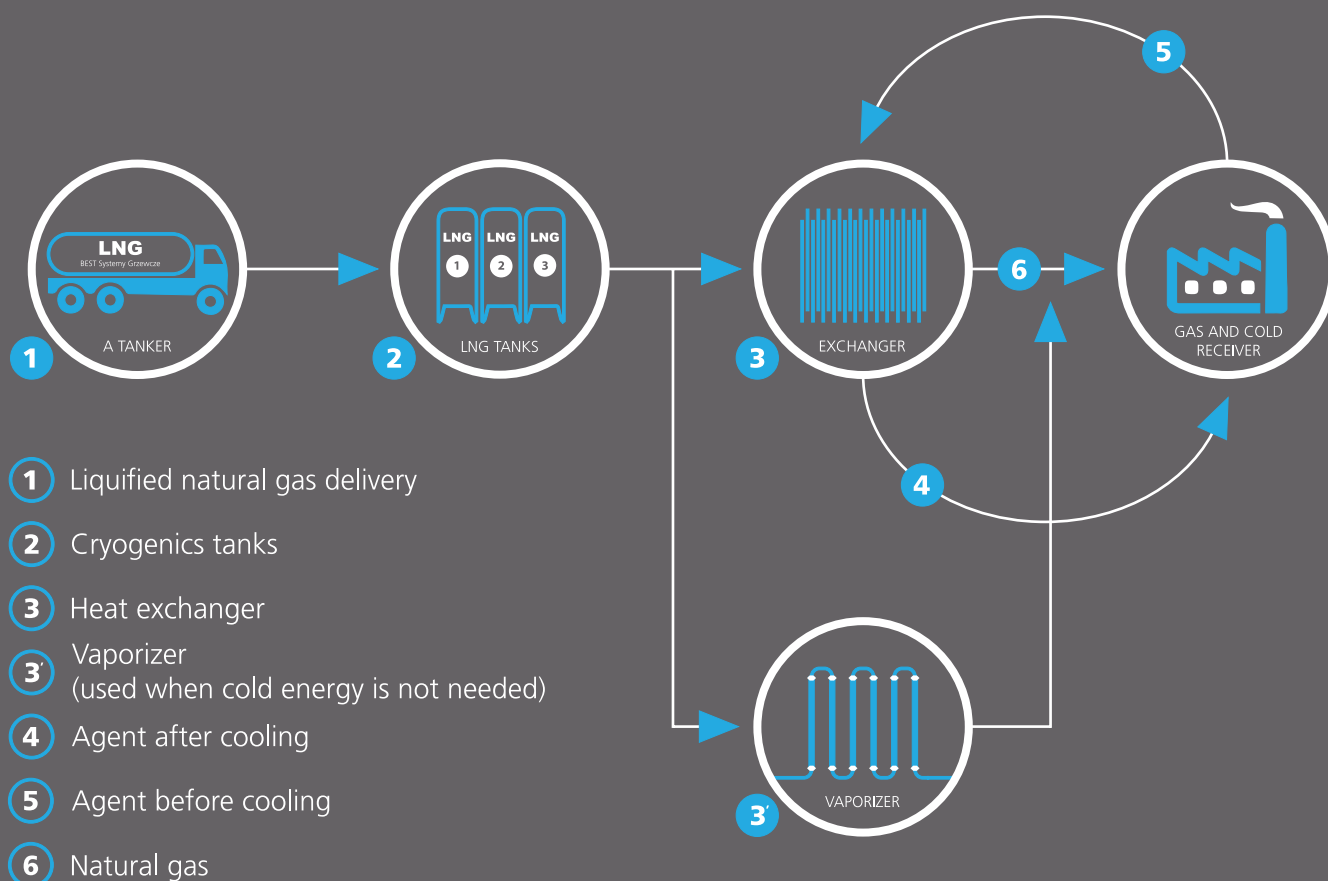 5
LNG
BEST Systemy Grzewcze
A TANKER
1
LNG LNG LNG
1 2 3
LNG TANKS
2
EXCHANGER
3
6
GAS AND COLD
RECEIVER
4
1 Liquified natural gas delivery
2 Cryogenics tanks
3 Heat exchanger
3' Vaporizer
(used when cold energy is not needed)
4 Agent after cooling
5 Agent before cooling
6 Natural gas
VAPORIZER
3'